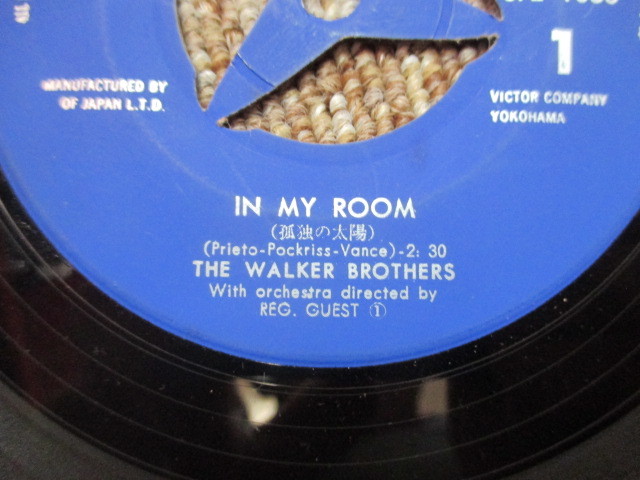 1
MANUFACTURED BY
OF JAPAN L.T.D.
VICTOR COMPANY
YOKOHAMA
IN MY ROOM
(孤独の太陽)
(Prieto-Pockriss-Vance)-2:30
THE WALKER BROTHERS
With orchestra directed by
REG. GUEST ①